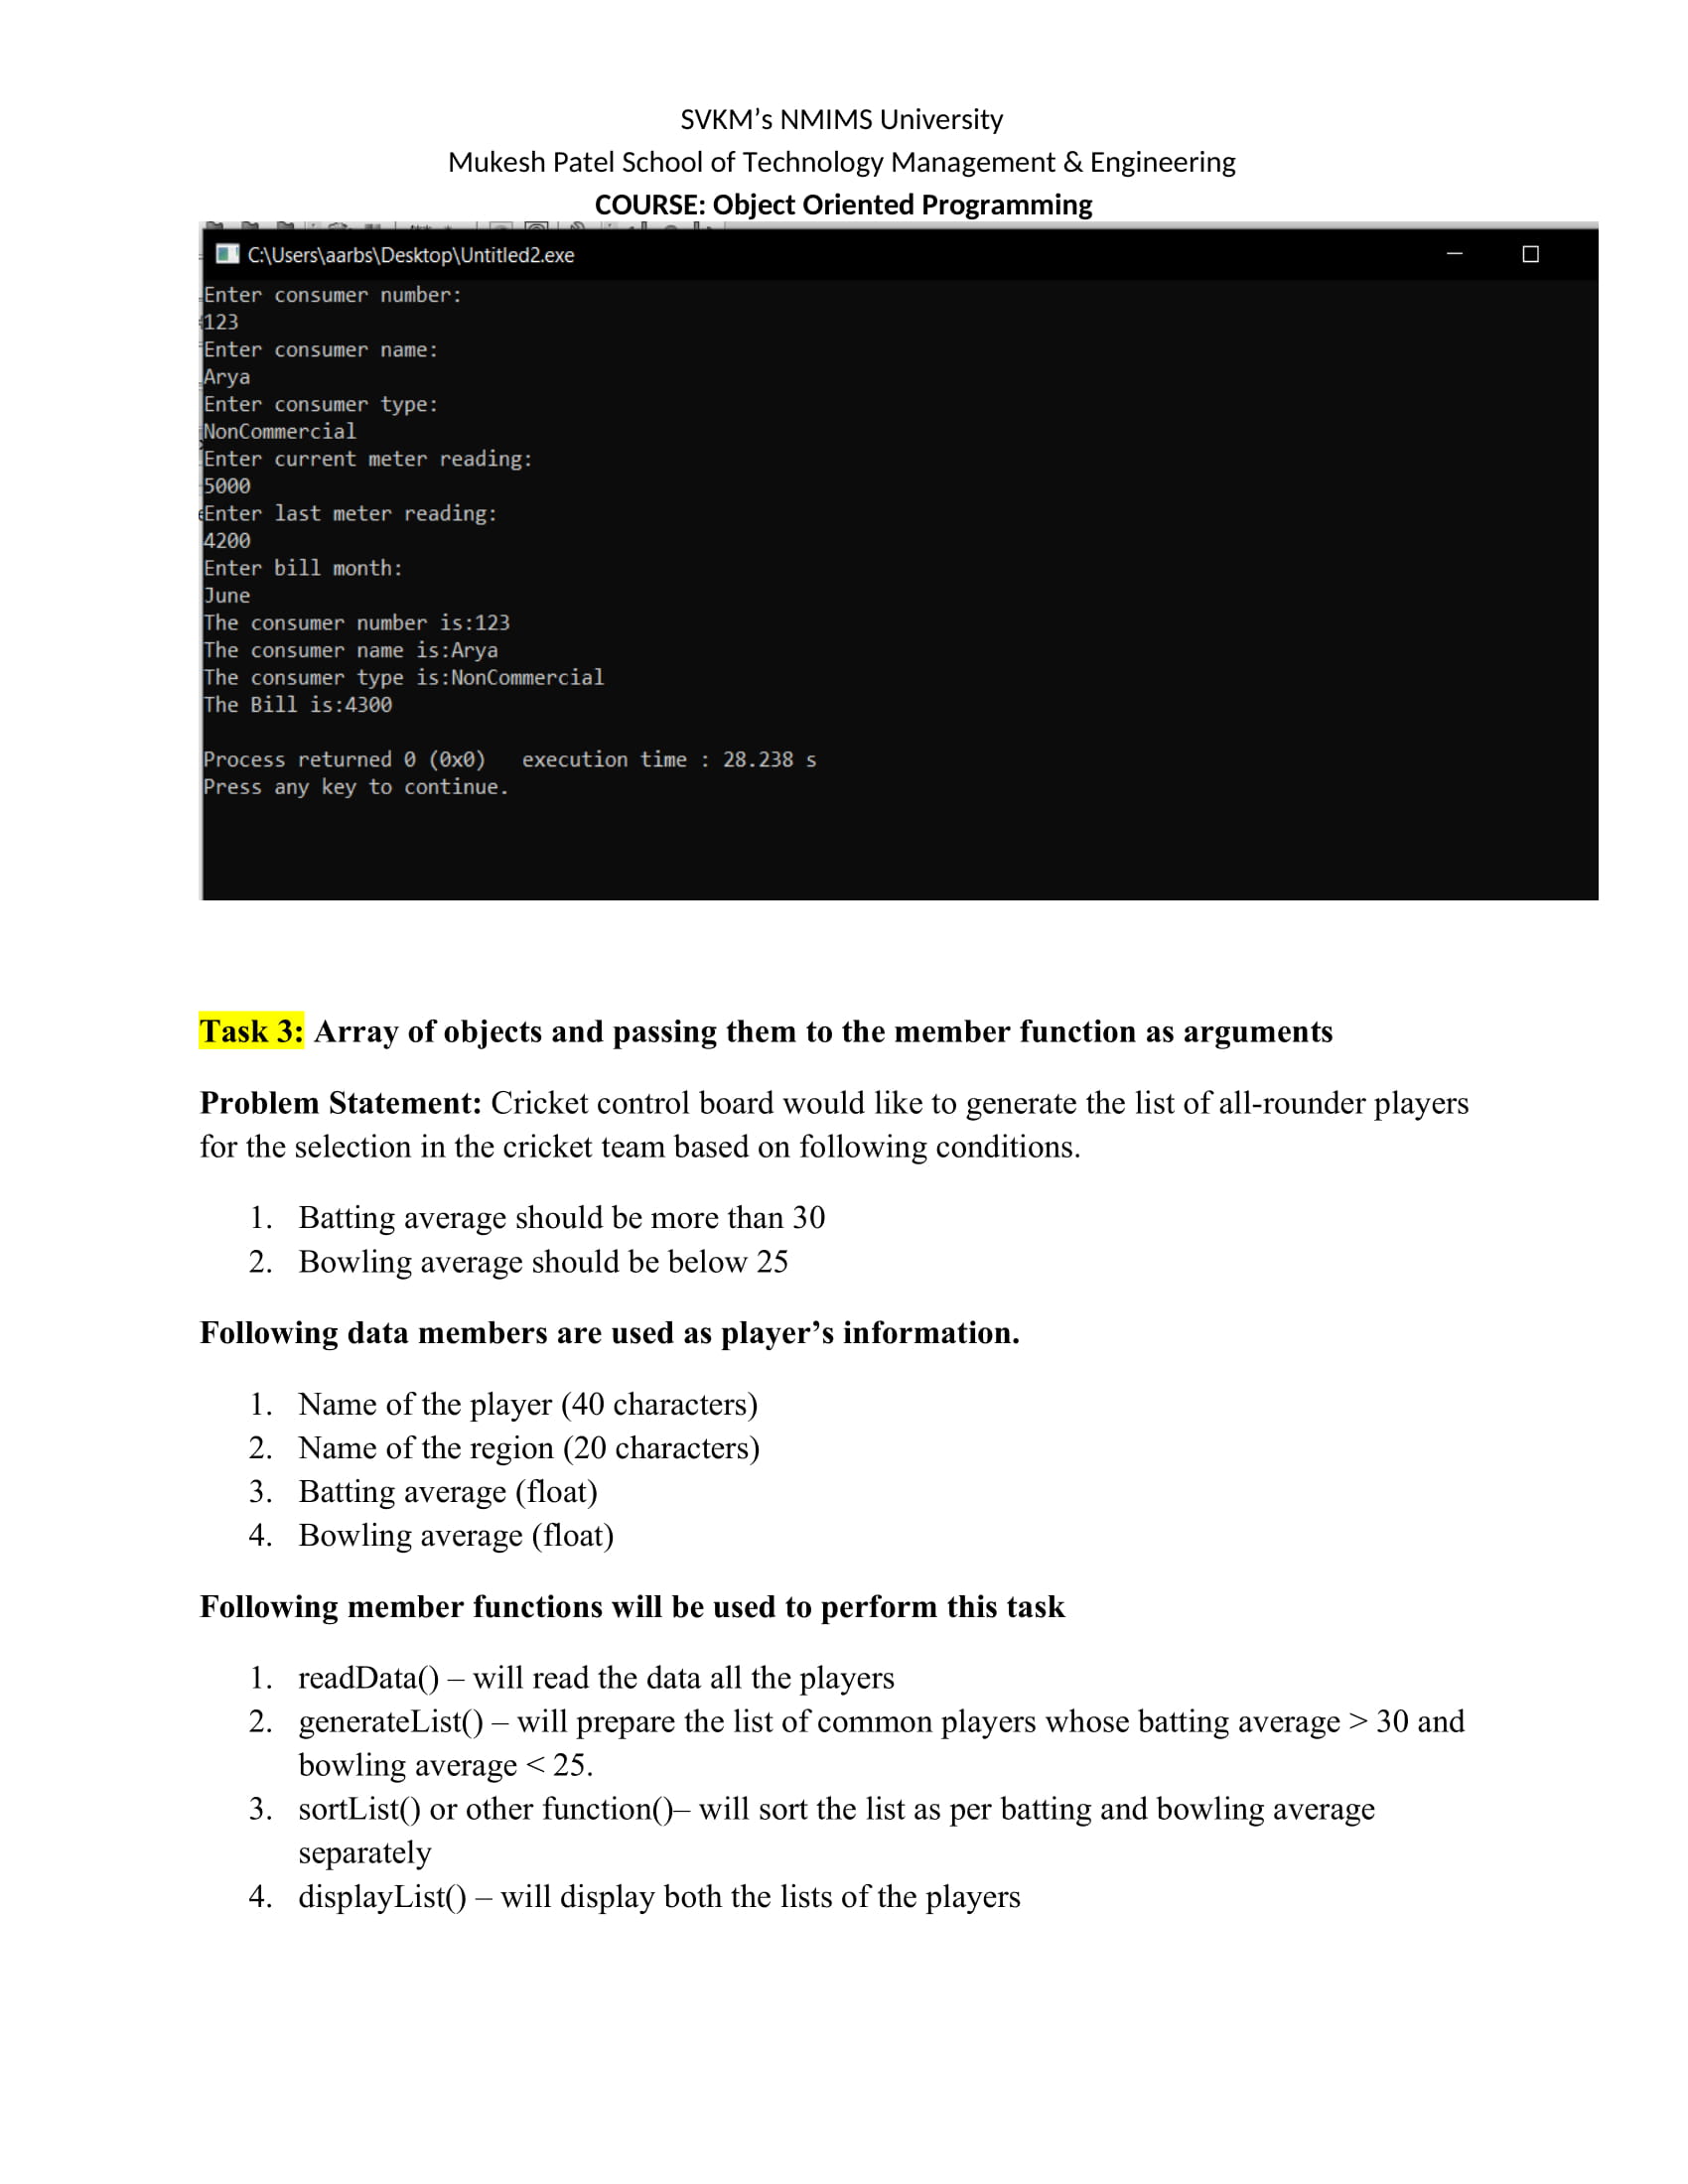 SVKM’s NMIMS University
Mukesh Patel School of Technology Management & Engineering
COURSE: Object Oriented Programming
C:\Users\aarbs\Desktop\Untitled2.exe
Enter consumer number:
123
Enter consumer name:
Arya
Enter consumer type:
NonCommercial
Enter current meter reading:
5000
Enter last meter reading:
4200
Enter bill month:
June
The consumer number is:123
The consumer name is:Arya
The consumer type is:NonCommercial
The Bill is:4300
Process returned 0 (0x0)   execution time : 28.238 s
Press any key to continue.
Task 3: Array of objects and passing them to the member function as arguments
Problem Statement: Cricket control board would like to generate the list of all-rounder players
for the selection in the cricket team based on following conditions.
1. Batting average should be more than 30
2. Bowling average should be below 25
Following data members are used as player’s information.
1. Name of the player (40 characters)
2. Name of the region (20 characters)
3. Batting average (float)
4. Bowling average (float)
Following member functions will be used to perform this task
1. readData() – will read the data all the players
2. generateList() – will prepare the list of common players whose batting average > 30 and
bowling average < 25.
3. sortList() or other function()– will sort the list as per batting and bowling average
separately
4. displayList() – will display both the lists of the players